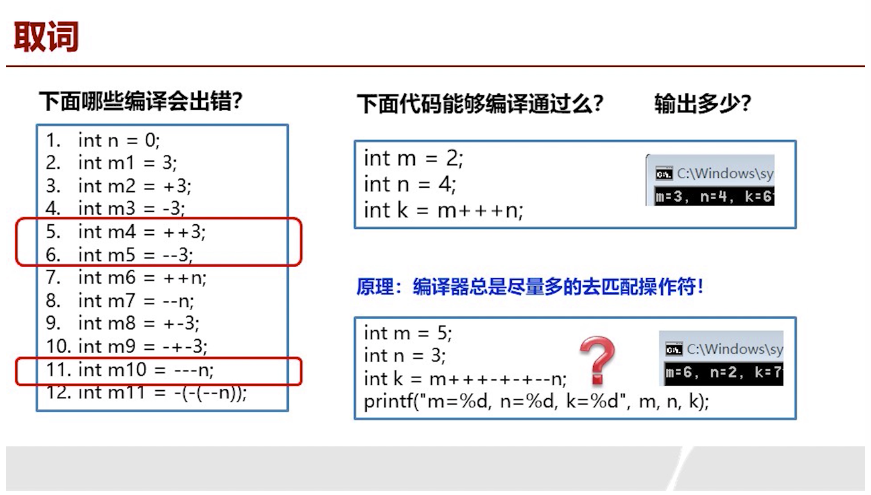 取词
下面哪些编译会出错？
1. int n = 0;
2. int m1 = 3;
3. int m2 = +3;
4. int m3 = -3;
5. int m4 = ++3;
6. int m5 = --3;
7. int m6 = ++n;
8. int m7 = --n;
9. int m8 = +-3;
10. int m9 = -+-3;
11. int m10 = ---n;
12. int m11 = -(-(--n));
下面代码能够编译通过么？ 输出多少？
int m = 2;
int n = 4;
int k = m+++n;
C:\Windows\sy
m=3, n=4, k=6
原理：编译器总是尽量多的去匹配操作符！
int m = 5;
int n = 3;
int k = m+++-+-+--n;
printf("m=%d, n=%d, k=%d", m, n, k);
?
C:\Windows\sy
m=6, n=2, k=7